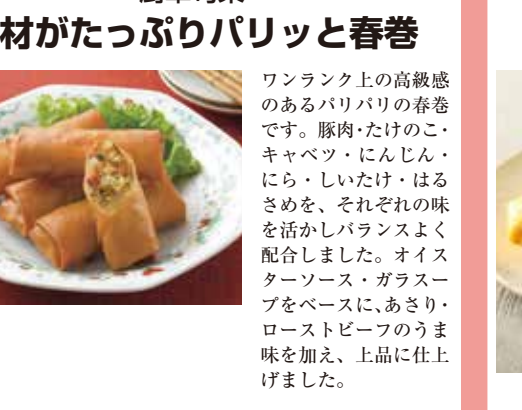 材がたっぷりパリッと春巻
ワンランク上の高級感
のあるパリパリの春巻
です。豚肉・たけのこ・
キャベツ・にんじん・
にら・しいたけ・はる
さめを、それぞれの味
を活かしバランスよく
配合しました。オイス
ターソース・ガラスー
プをベースに、あさり・
ローストビーフのうま
味を加え、上品に仕上
げました。